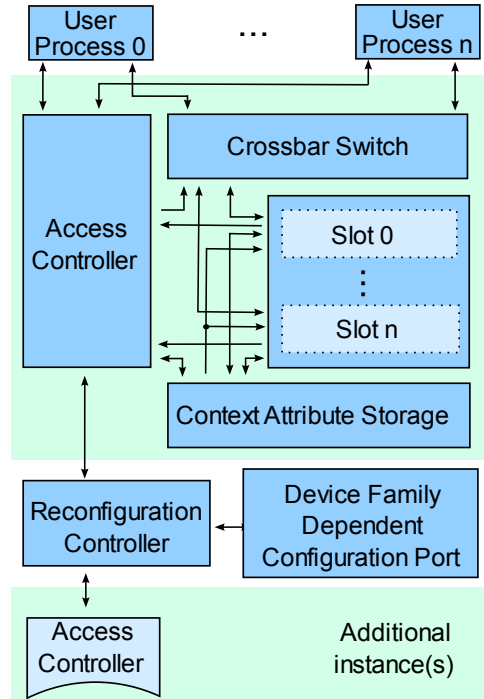 User
Process 0
...
User
Process n
Crossbar Switch
Access
Controller
Slot 0
Slot n
Context Attribute Storage
Reconfiguration
Controller
Device Family
Dependent
Configuration Port
Access
Controller
Additional
instance(s)